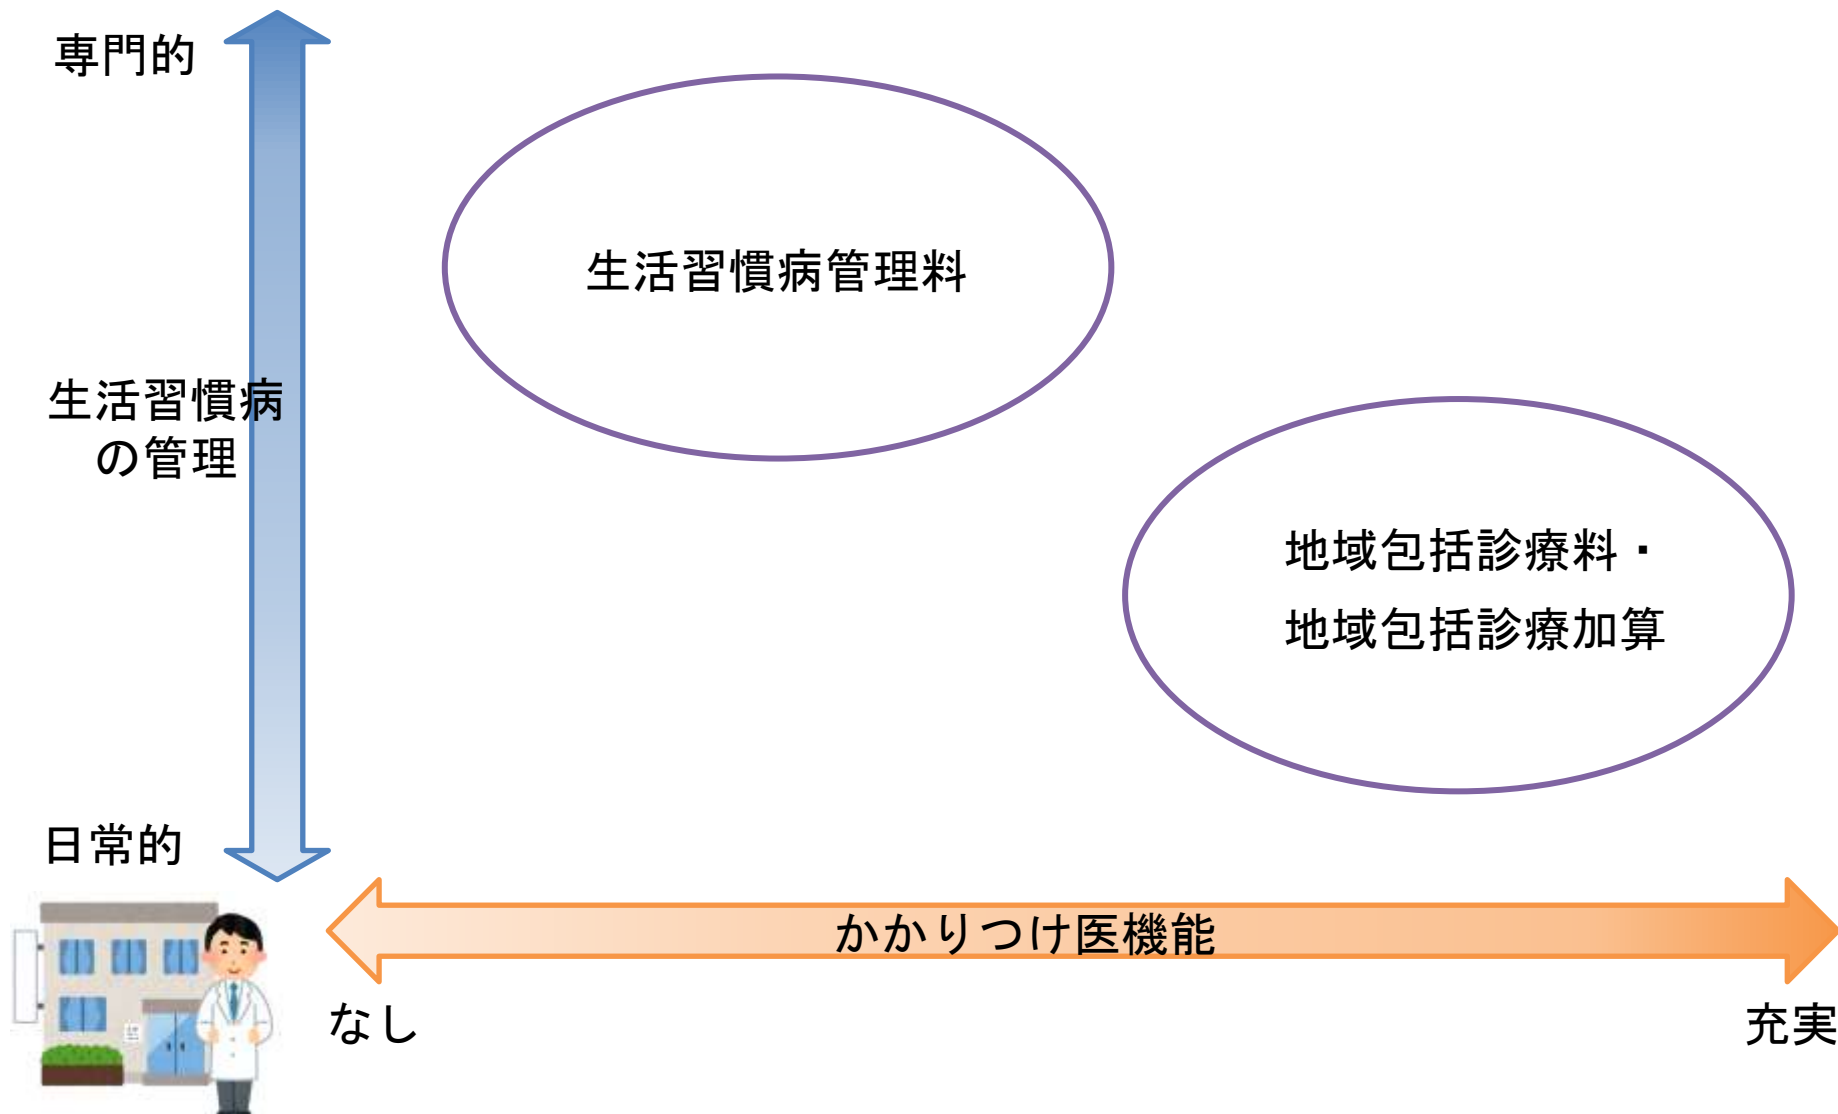 専門的
生活習慣病管理料
生活習慣病
の管理
地域包括診療料・
地域包括診療加算
日常的
かかりつけ医機能
なし
充実